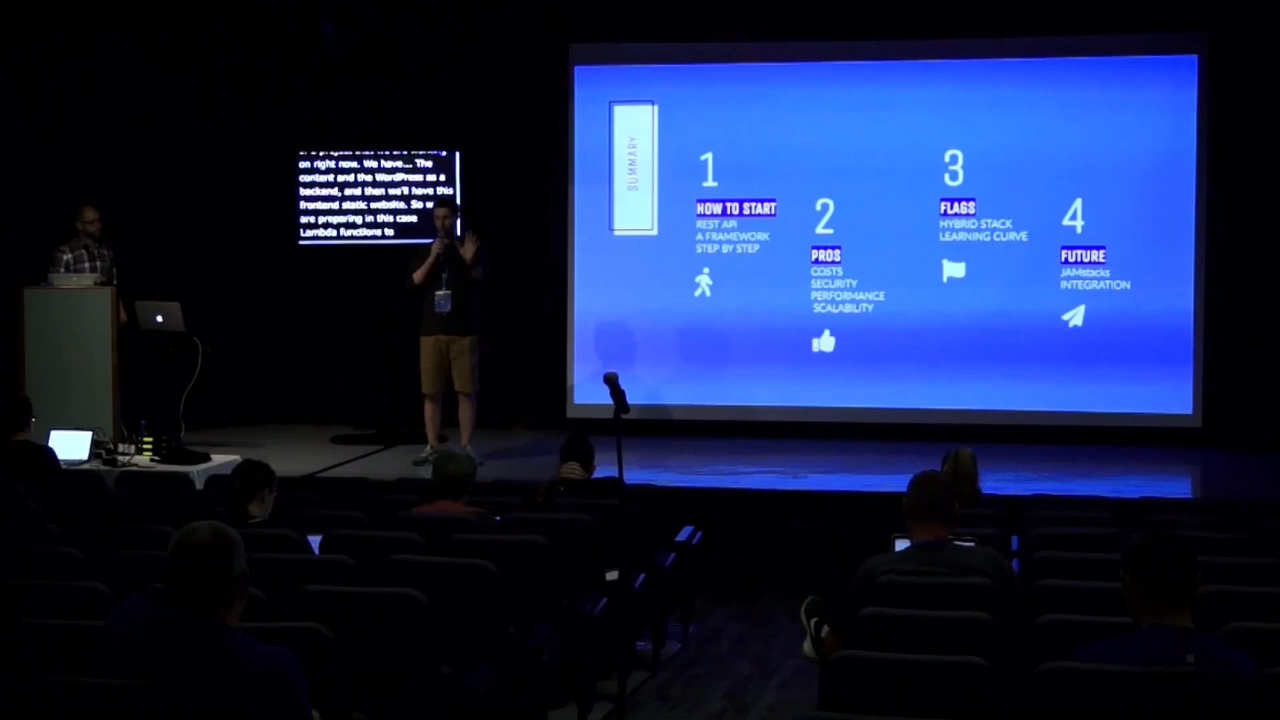 on right now. We have... The
content and the WordPress as a
backend, and then we'll have this
frontend static website. So
are preparing in this case
Lambda functions to
SUMMARY
1
HOW TO START
REST API
A FRAMEWORK
STEP BY STEP
2
PROS
COSTS
SECURITY
PERFORMANCE
SCALABILITY
3
FLAGS
HYBRID STACK
LEARNING CURVE
4
FUTURE
JAMstacks
INTEGRATION